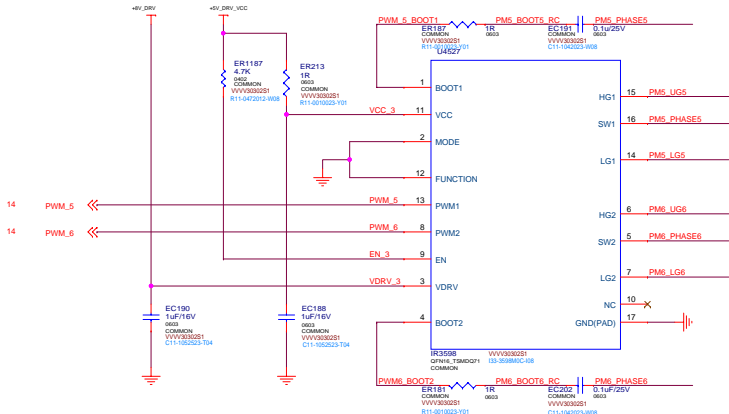 +8V_DRV
+5V_DRV_VCC
PWM_5_BOOT1
PM5_BOOT5_RC
PM5_PHASE5
ER187
1R
0603
COMMON
VVVV30302S1
R11-0010023-Y01
EC191
0.1u/25V
0603
COMMON
VVVV30302S1
C11-1042023-W08
U4527
ER1187
4.7K
0402
COMMON
VVVV30302S1
R11-0472012-W08
ER213
1R
0603
COMMON
VVVV30302S1
R11-0010023-Y01
1 BOOT1
VCC_3 11 VCC
2 MODE
12 FUNCTION
14 PWM_5
PWM_5 13 PWM1
14 PWM_6
PWM_6 8 PWM2
EN_3 9 EN
VDRV_3 3 VDRV
4 BOOT2
HG1 15 PM5_UG5
SW1 16 PM5_PHASE5
LG1 14 PM5_LG5
HG2 6 PM6_UG6
SW2 5 PM6_PHASE6
LG2 7 PM6_LG6
NC 10
GND(PAD) 17
EC190
1uF/16V
0603
COMMON
VVVV30302S1
C11-1052523-T04
EC188
1uF/16V
0603
COMMON
VVVV30302S1
C11-1052523-T04
IR3598
QFN16_TSMDQ71
COMMON
VVVV30302S1
I33-3598M0C-I08
PWM6_BOOT2
PM6_BOOT6_RC
PM6_PHASE6
ER181
1R
0603
COMMON
VVVV30302S1
R11-0010023-Y01
EC202
0.1uF/25V
0603
COMMON
VVVV30302S1
C11-1042023-W08